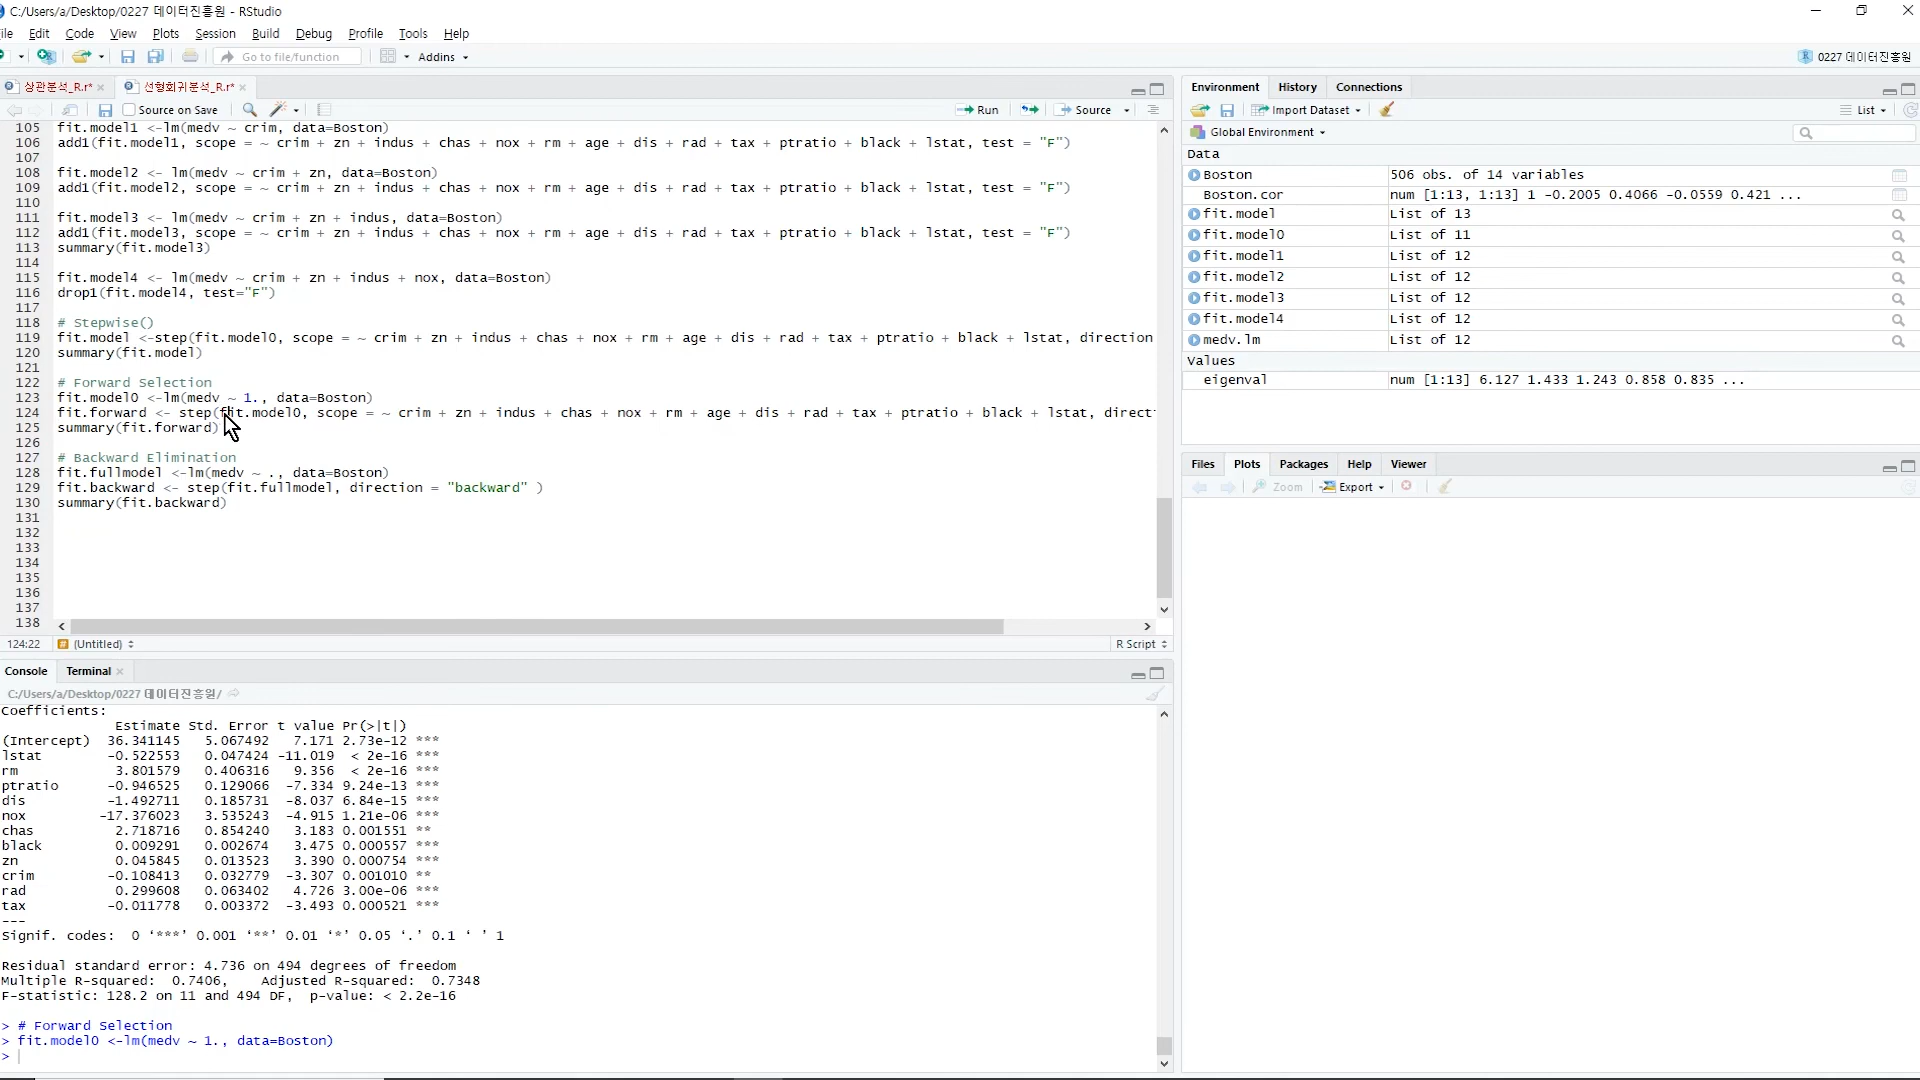 C:/Users/a/Desktop/0227 데이터진흥원 - RStudio
ile Edit Code View Plots Session Build Debug Profile Tools Help
Go to file/function Addins 0227 데이터진흥원
상관분석_R.r* 선형회귀분석_R.r*
Source on Save Run Source
105 fit.model1 <-lm(medv ~ crim, data=Boston)
106 add1(fit.model1, scope = ~ crim + zn + indus + chas + nox + rm + age + dis + rad + tax + ptratio + black + lstat, test = "F")
107
108 fit.model2 <- lm(medv ~ crim + zn, data=Boston)
109 add1(fit.model2, scope = ~ crim + zn + indus + chas + nox + rm + age + dis + rad + tax + ptratio + black + lstat, test = "F")
110
111 fit.model3 <- lm(medv ~ crim + zn + indus, data=Boston)
112 add1(fit.model3, scope = ~ crim + zn + indus + chas + nox + rm + age + dis + rad + tax + ptratio + black + lstat, test = "F")
113 summary(fit.model3)
114
115 fit.model4 <- lm(medv ~ crim + zn + indus + nox, data=Boston)
116 drop1(fit.model4, test="F")
117
118 # Stepwise()
119 fit.model <-step(fit.model0, scope = ~ crim + zn + indus + chas + nox + rm + age + dis + rad + tax + ptratio + black + lstat, direction
120 summary(fit.model)
121
122 # Forward Selection
123 fit.model0 <-lm(medv ~ 1., data=Boston)
124 fit.forward <- step(fit.model0, scope = ~ crim + zn + indus + chas + nox + rm + age + dis + rad + tax + ptratio + black + lstat, direct
125 summary(fit.forward)
126
127 # Backward Elimination
128 fit.fullmodel <-lm(medv ~ ., data=Boston)
129 fit.backward <- step(fit.fullmodel, direction = "backward" )
130 summary(fit.backward)
131
132
133
134
135
136
137
138
124:22 (Untitled) R Script
Console Terminal
C:/Users/a/Desktop/0227 데이터진흥원/
Coefficients:
Estimate Std. Error t value Pr(>|t|)
(Intercept) 36.341145 5.067492 7.171 2.73e-12 ***
lstat -0.522553 0.047424 -11.019 < 2e-16 ***
rm 3.801579 0.406316 9.356 < 2e-16 ***
ptratio -0.946525 0.129066 -7.334 9.24e-13 ***
dis -1.492711 0.185731 -8.037 6.84e-15 ***
nox -17.376023 3.535243 -4.915 1.21e-06 ***
chas 2.718716 0.854240 3.183 0.001551 **
black 0.009291 0.002674 3.475 0.000557 ***
zn 0.045845 0.013523 3.390 0.000754 ***
crim -0.108413 0.032779 -3.307 0.001010 **
rad 0.299608 0.063402 4.726 3.00e-06 ***
tax -0.011778 0.003372 -3.493 0.000521 ***
---
Signif. codes: 0 ‘***’ 0.001 ‘**’ 0.01 ‘*’ 0.05 ‘.’ 0.1 ‘ ’ 1
Residual standard error: 4.736 on 494 degrees of freedom
Multiple R-squared: 0.7406, Adjusted R-squared: 0.7348
F-statistic: 128.2 on 11 and 494 DF, p-value: < 2.2e-16
> # Forward Selection
> fit.model0 <-lm(medv ~ 1., data=Boston)
>
Environment History Connections
Import Dataset List
Global Environment
Data
Boston 506 obs. of 14 variables
Boston.cor num [1:13, 1:13] 1 -0.2005 0.4066 -0.0559 0.421 ...
fit.model List of 13
fit.model0 List of 11
fit.model1 List of 12
fit.model2 List of 12
fit.model3 List of 12
fit.model4 List of 12
medv.lm List of 12
Values
eigenval num [1:13] 6.127 1.433 1.243 0.858 0.835 ...
Files Plots Packages Help Viewer
Zoom Export